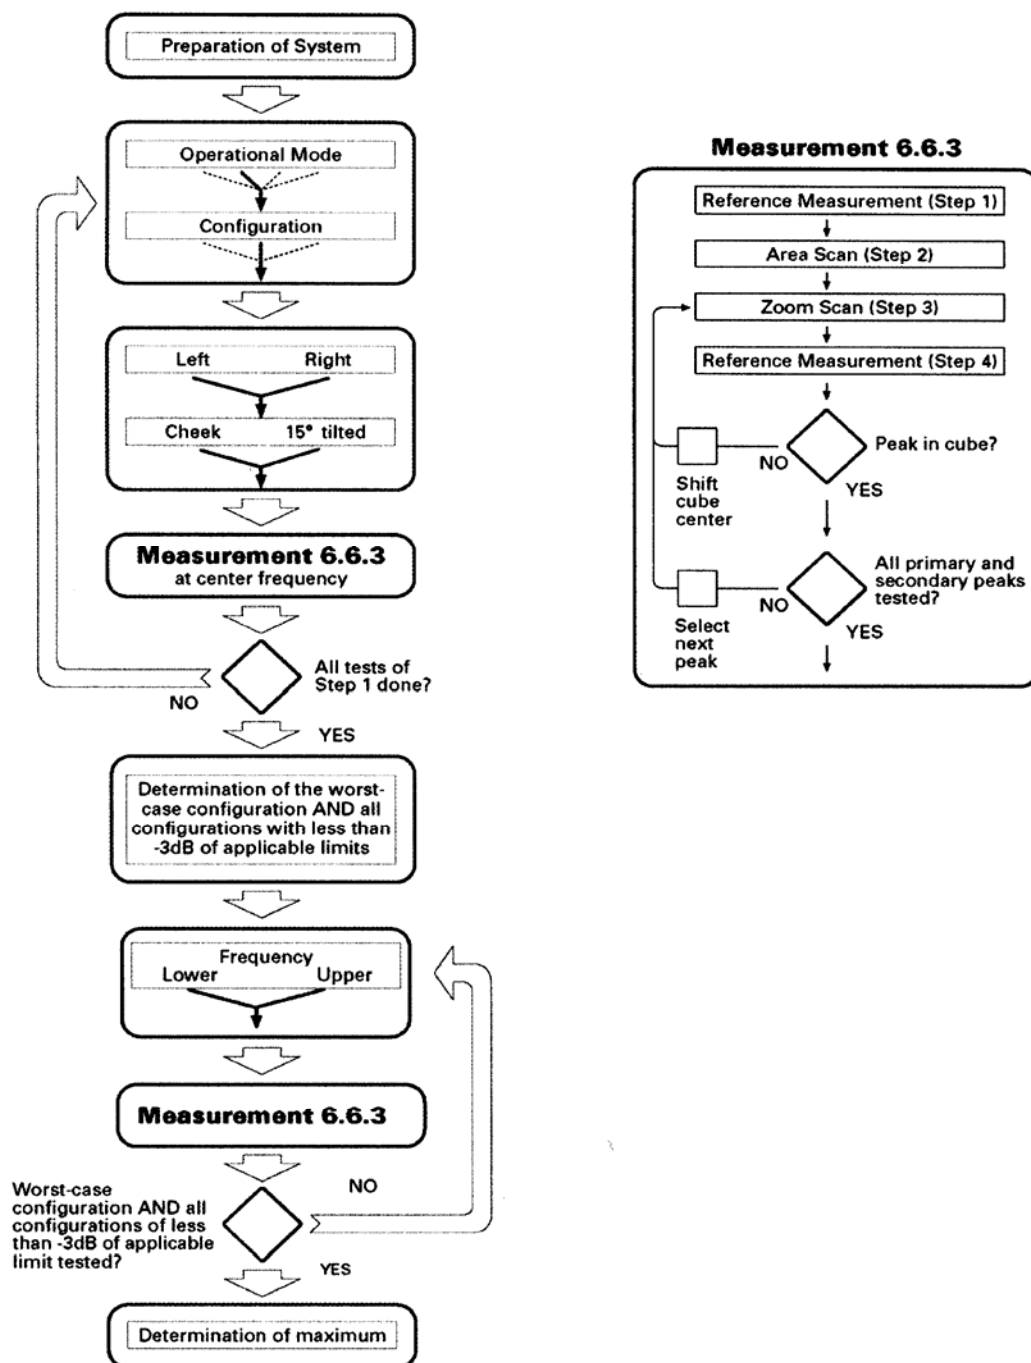 Preparation of System
Operational Mode
Configuration
Left Right
Cheek 15° tilted
Measurement 6.6.3
at center frequency
All tests of
Step 1 done?
NO
YES
Determination of the worst-
case configuration AND all
configurations with less than
-3dB of applicable limits
Frequency
Lower Upper
Measurement 6.6.3
Worst-case
configuration AND all
configurations of less
than -3dB of applicable
limit tested?
NO
YES
Determination of maximum
Measurement 6.6.3
Reference Measurement (Step 1)
Area Scan (Step 2)
Zoom Scan (Step 3)
Reference Measurement (Step 4)
Peak in cube?
NO
YES
Shift
cube
center
All primary and
secondary peaks
tested?
NO
YES
Select
next
peak